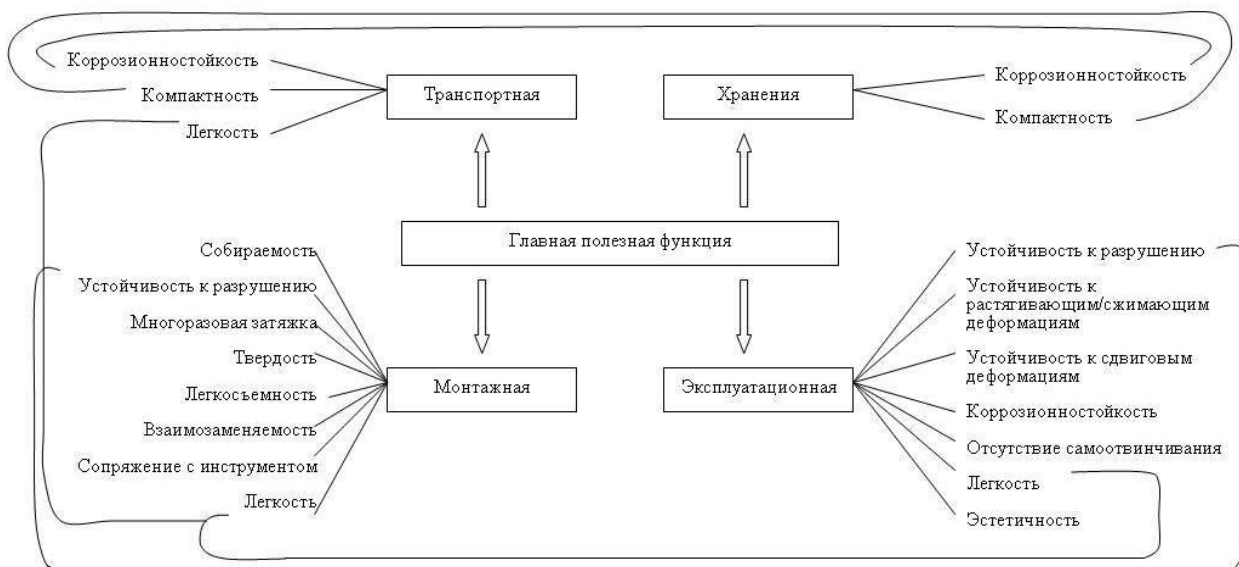 Коррозионностойкость
Компактность
Легкость
Транспортная
Хранения
Коррозионностойкость
Компактность
Главная полезная функция
Собираемость
Устойчивость к разрушению
Многоразовая затяжка
Твердость
Легкосъемность
Взаимозаменяемость
Сопряжение с инструментом
Легкость
Монтажная
Эксплуатационная
Устойчивость к разрушению
Устойчивость к
растягивающим/сжимающим
деформациям
Устойчивость к сдвиговым
деформациям
Коррозионностойкость
Отсутствие самоотвинчивания
Легкость
Эстетичность